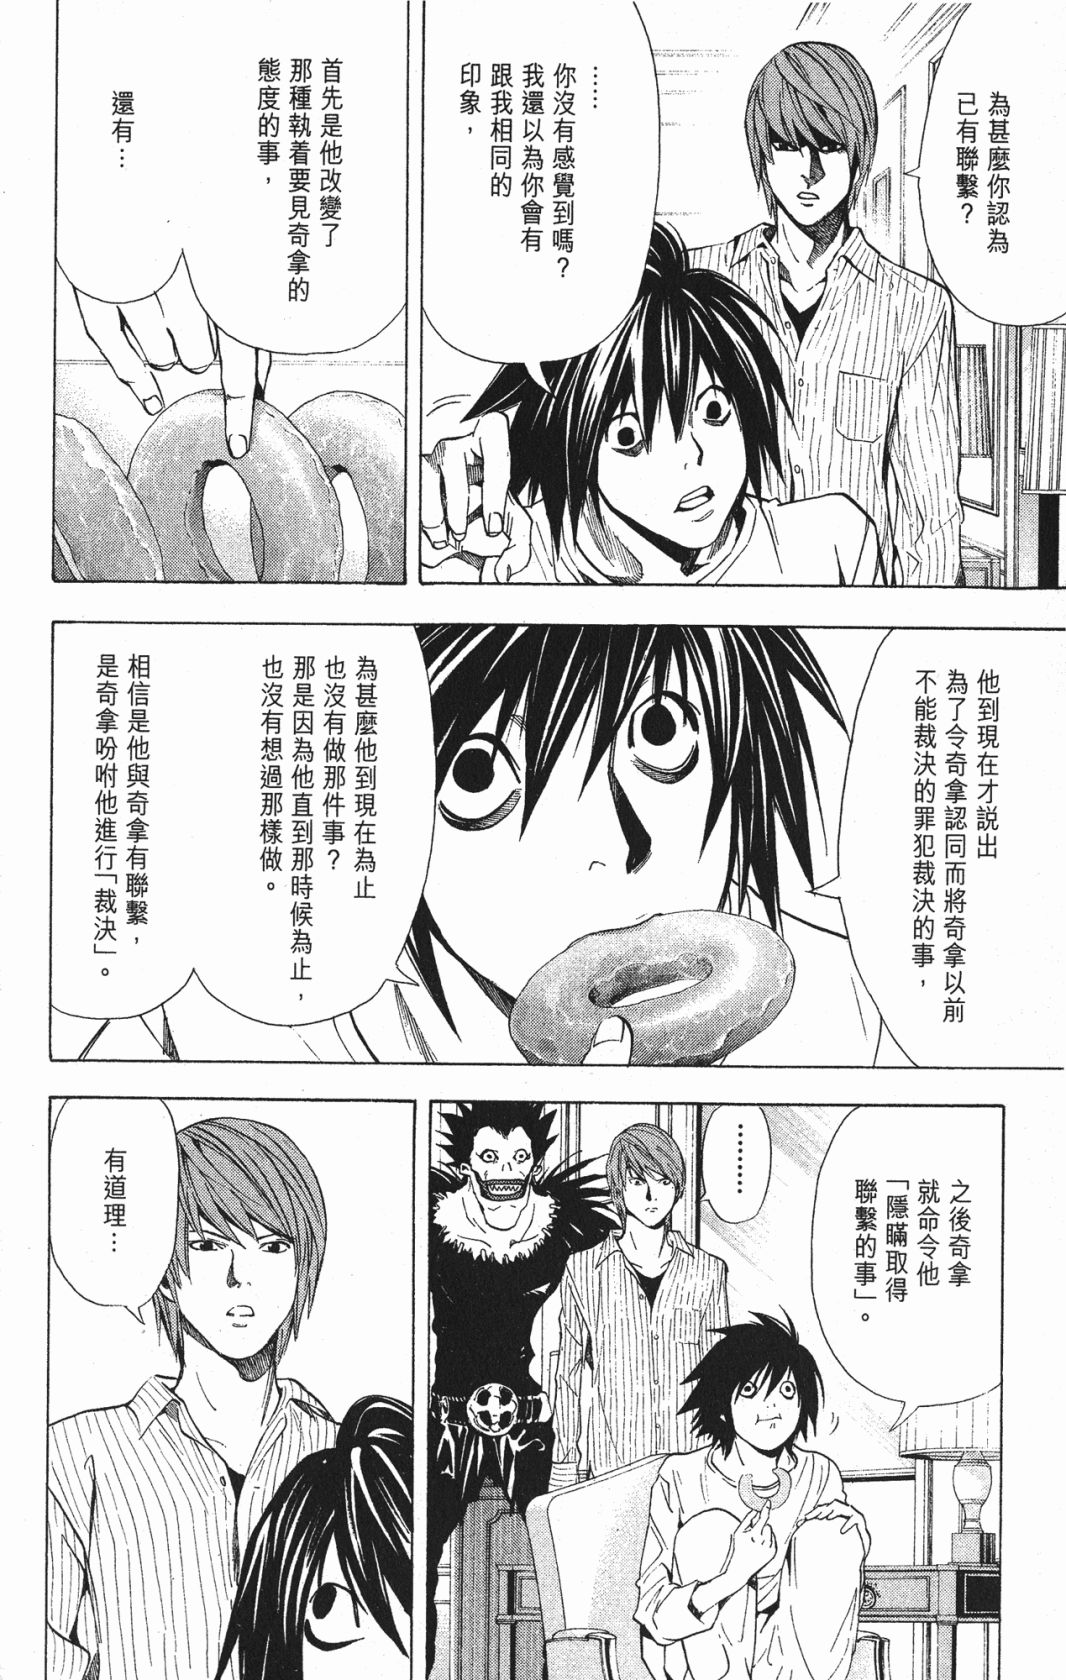 為甚麼你認為
已有聯繫？
……
你沒有感覺到嗎？
我還以為你會有
跟我相同的
印象，
首先是他改變了
那種執着要見奇拿的
態度的事，
還有…
他到現在才説出
為了令奇拿認同而將奇拿以前
不能裁決的罪犯裁決的事，
為甚麼他到現在為止
也沒有做那件事？
那是因為他直到那時候為止，
也沒有想過那樣做。
相信是他與奇拿有聯繫，
是奇拿吩咐他進行「裁決」。
之後奇拿
就命令他
「隱瞞取得
聯繫的事」。
………
有道理…